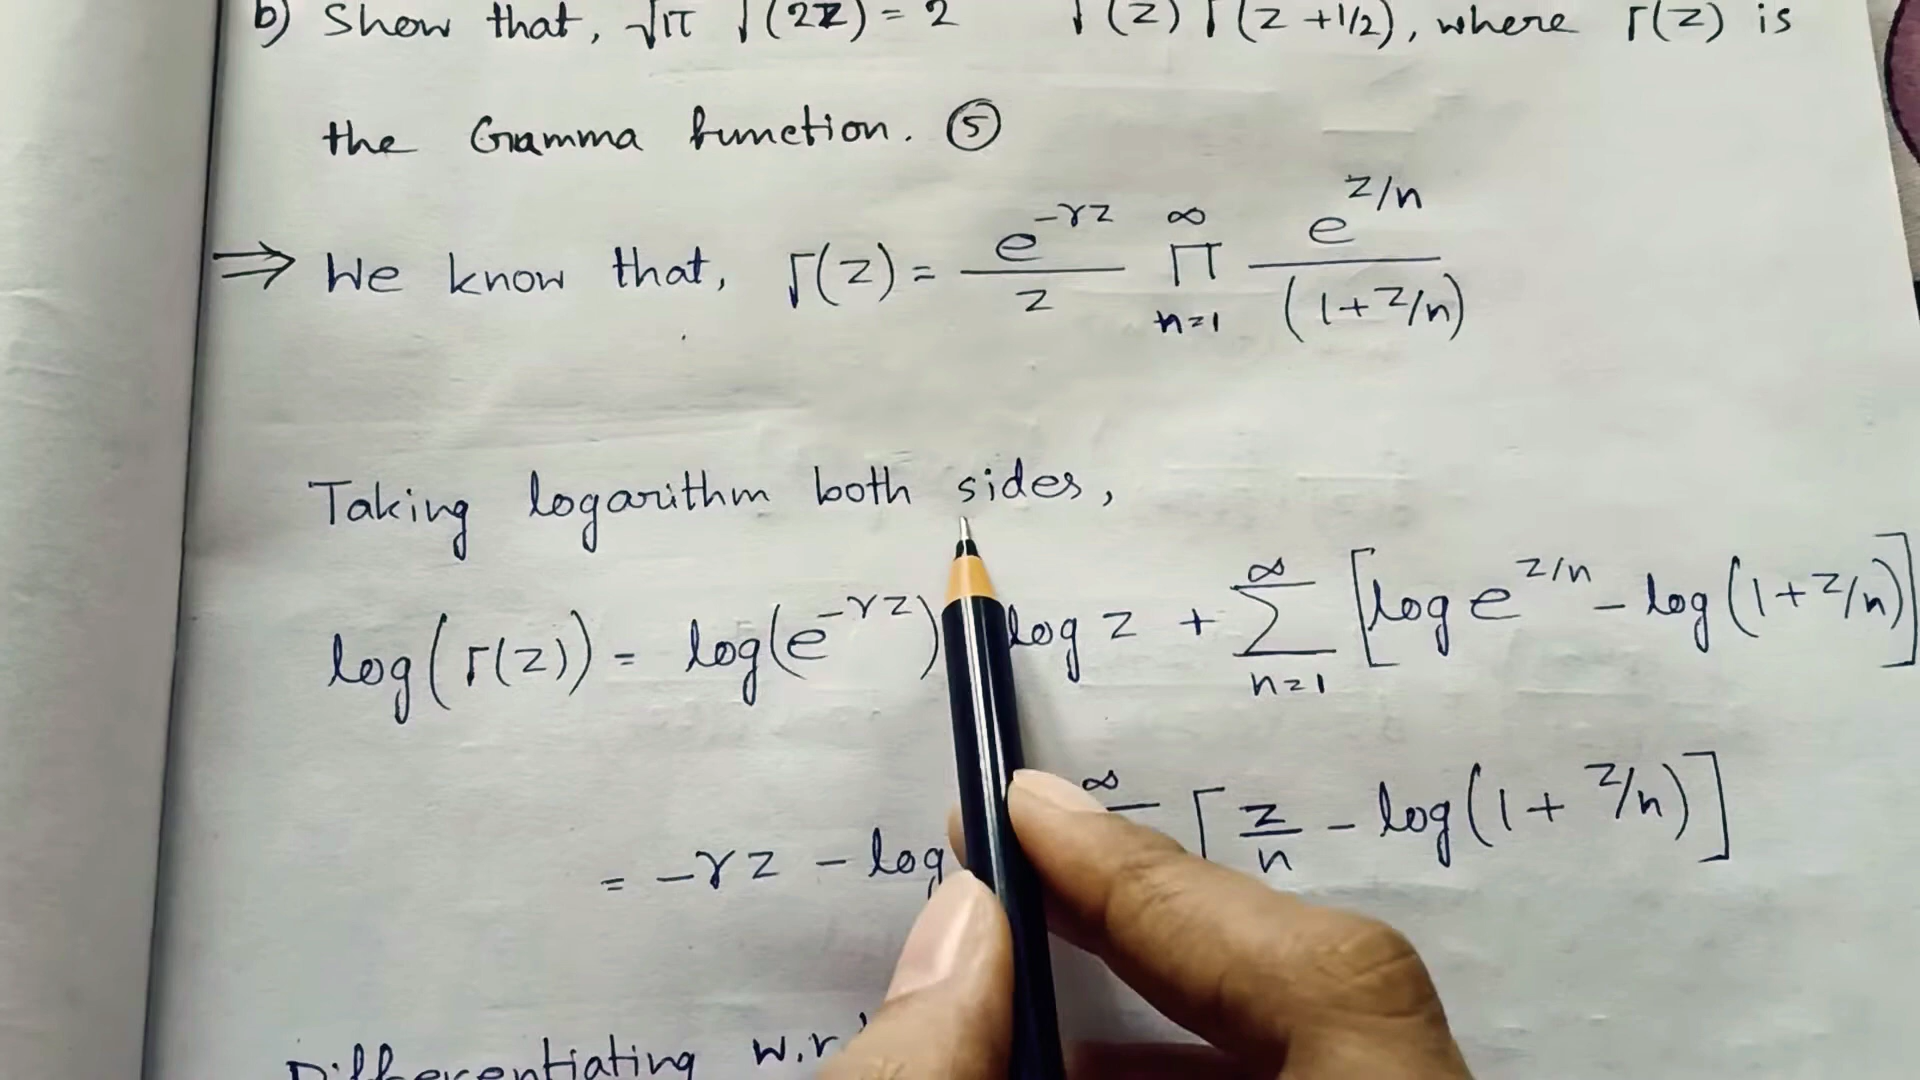 b) Show that, √π Γ(2z) = 2 Γ(z) Γ(z+1/2), where Γ(z) is
the Gamma function. ⑤
⇒ We know that, Γ(z) = e^{-γz}/z ∏_{n=1}^{∞} e^{z/n}/(1+z/n)
Taking logarithm both sides,
log(Γ(z)) = log(e^{-γz}) log z + ∑_{n=1}^{∞} [log e^{z/n} - log(1+z/n)]
= -γz - log ∞ [z/n - log(1+z/n)]
Differentiating w.r